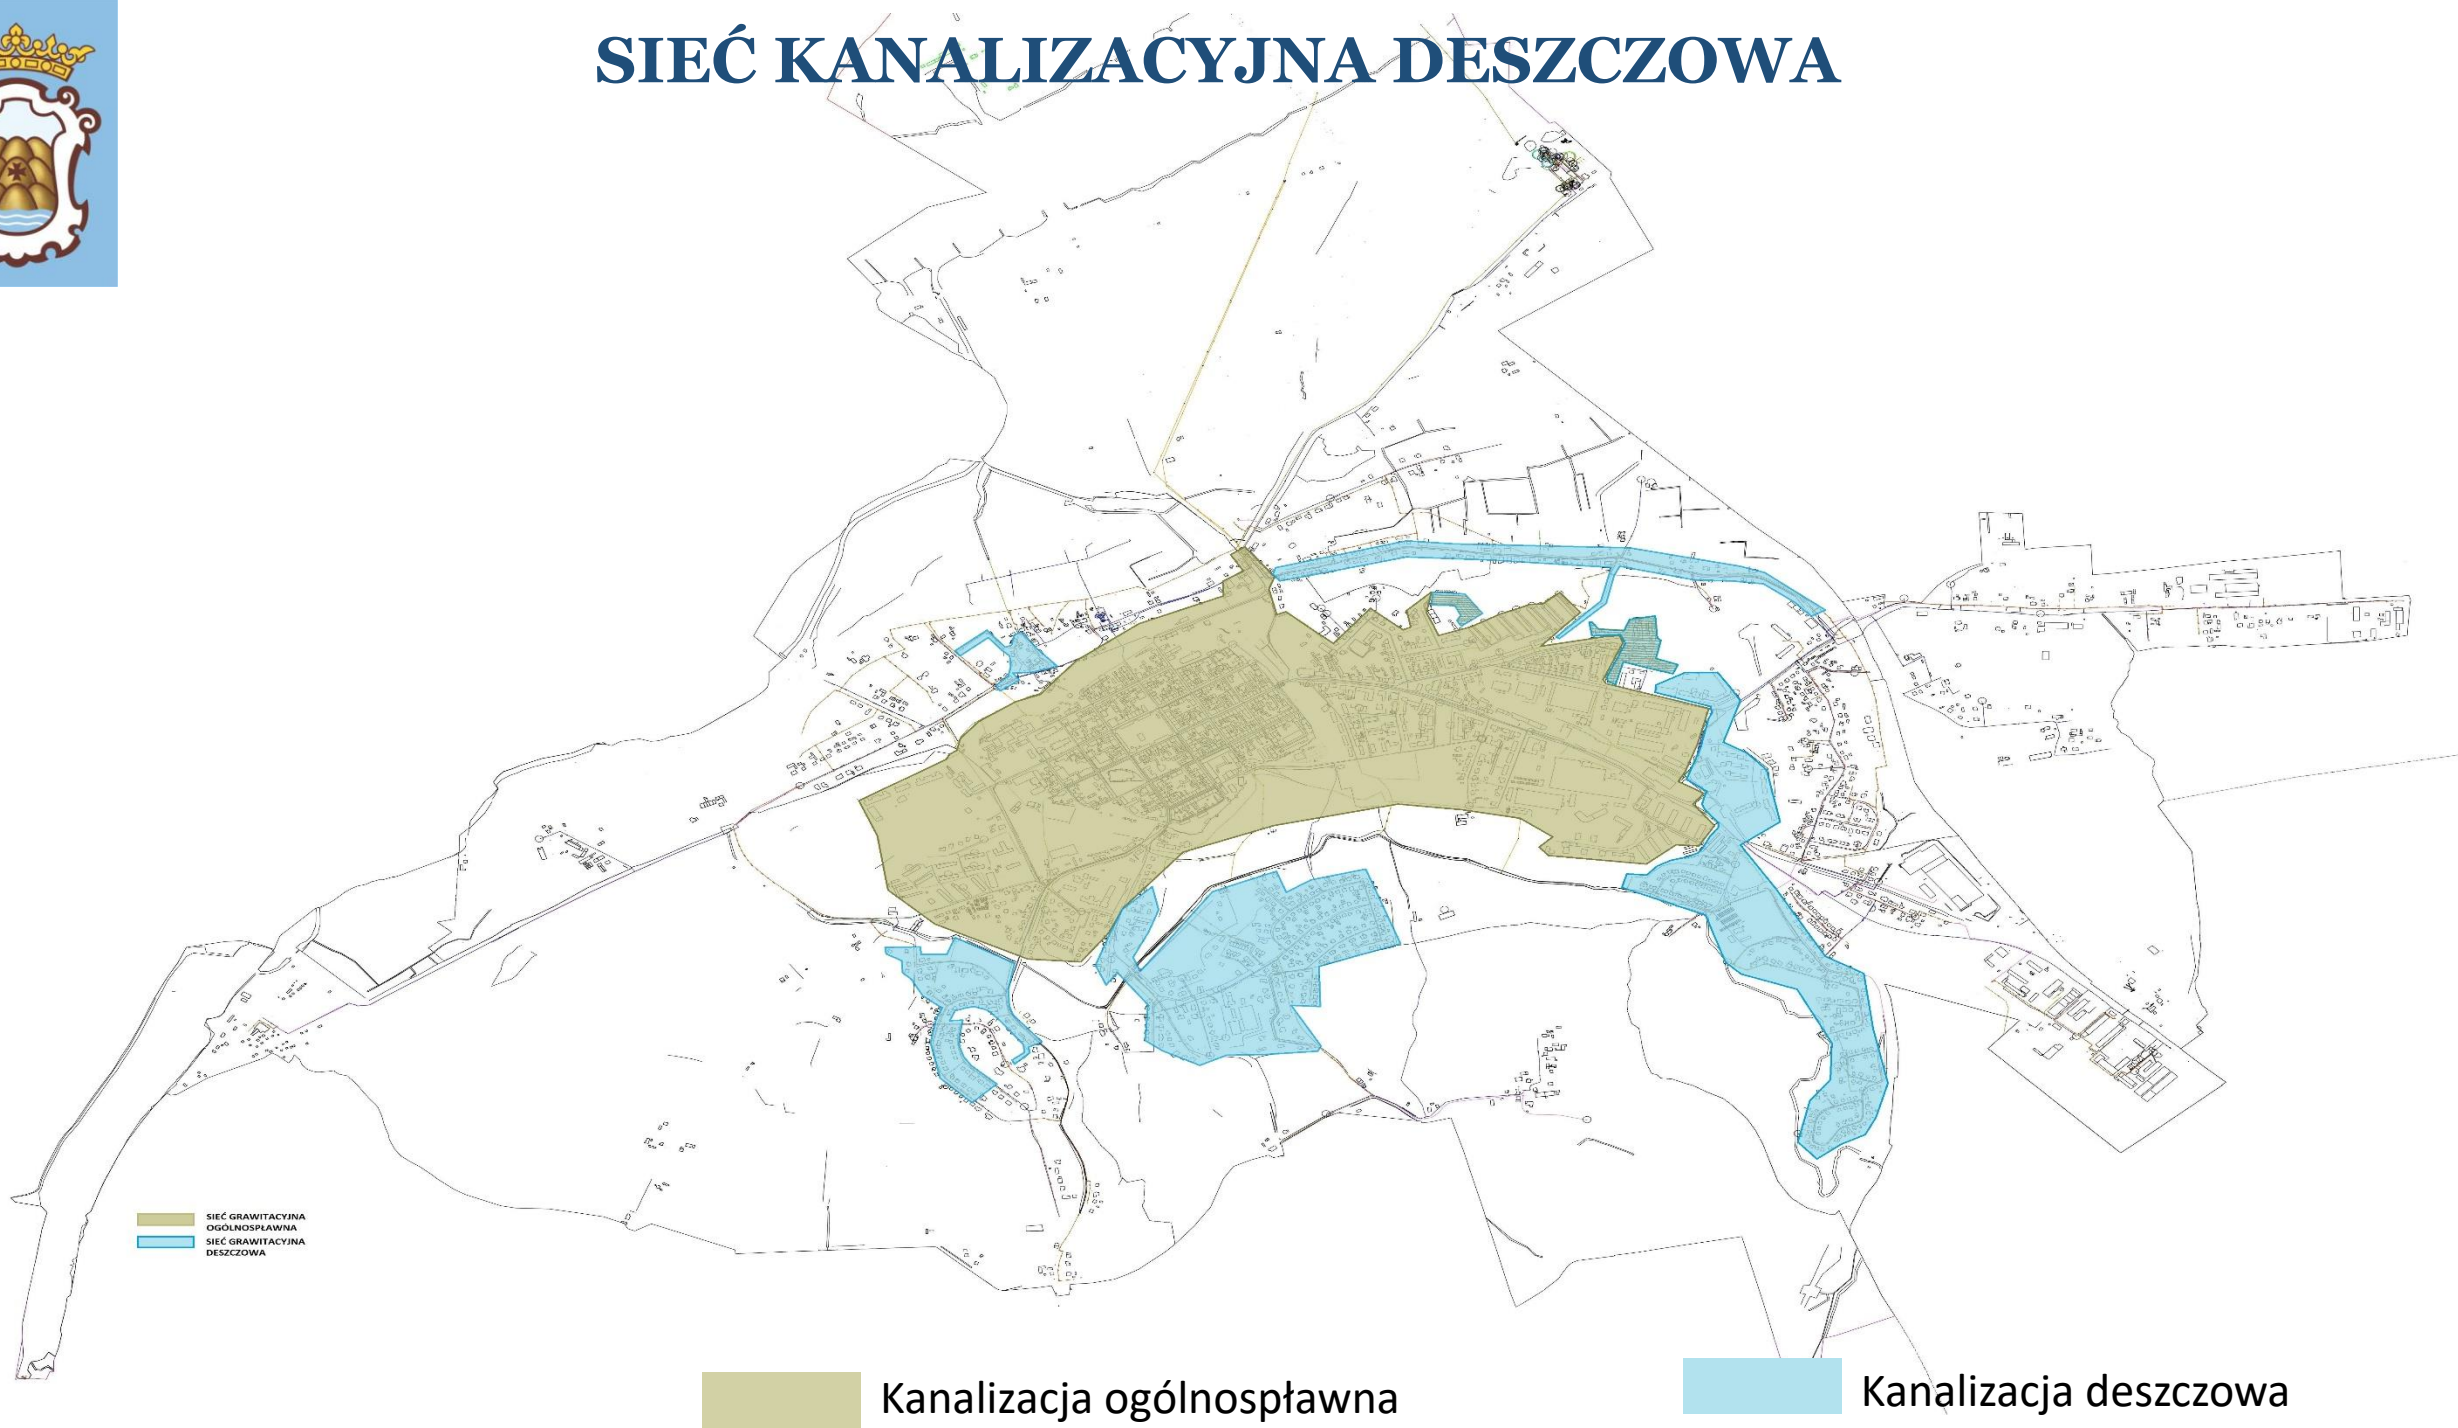 SIEĆ KANALIZACYJNA DESZCZOWA
SIEĆ GRAWITACYJNA
OGÓLNOSPŁAWNA
SIEĆ GRAWITACYJNA
DESZCZOWA
Kanalizacja ogólnospławna
Kanalizacja deszczowa